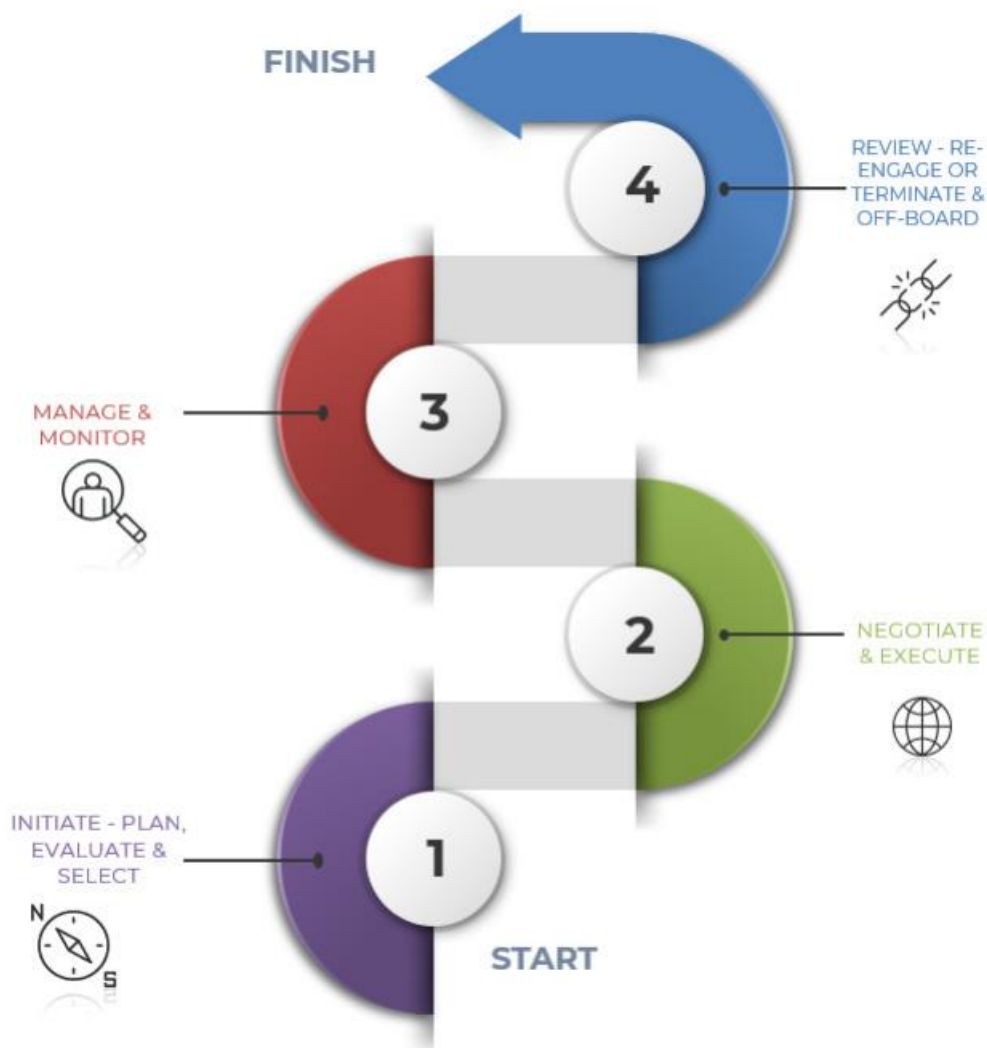 FINISH
4
REVIEW - RE-
ENGAGE OR
TERMINATE &
OFF-BOARD
3
MANAGE &
MONITOR
2
NEGOTIATE
& EXECUTE
1
INITIATE - PLAN,
EVALUATE &
SELECT
N
S
START